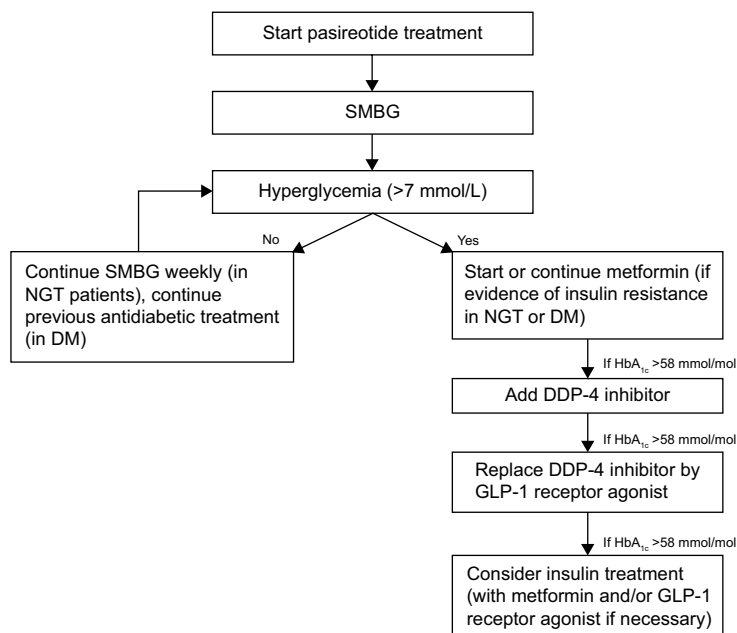 Start pasireotide treatment
SMBG
Hyperglycemia (>7 mmol/L)
No
Yes
Continue SMBG weekly (in
NGT patients), continue
previous antidiabetic treatment
(in DM)
Start or continue metformin (if
evidence of insulin resistance
in NGT or DM)
If HbA1c >58 mmol/mol
Add DDP-4 inhibitor
If HbA1c >58 mmol/mol
Replace DDP-4 inhibitor by
GLP-1 receptor agonist
If HbA1c >58 mmol/mol
Consider insulin treatment
(with metformin and/or GLP-1
receptor agonist if necessary)